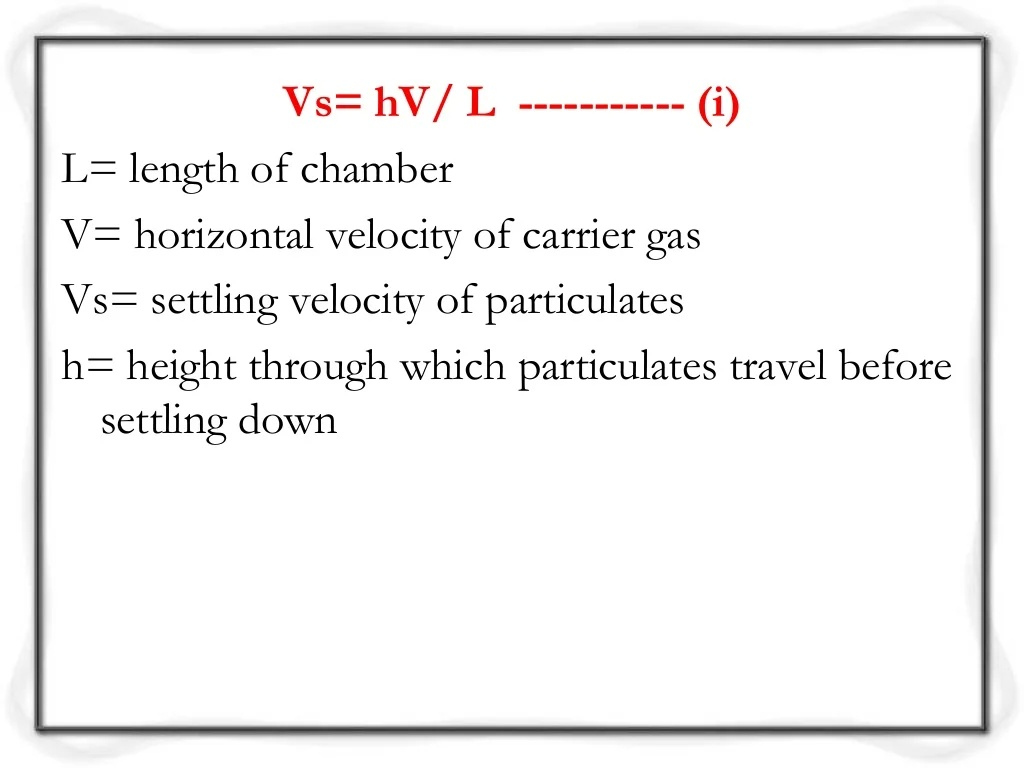 Vs= hV/ L ----------- (i)
L= length of chamber
V= horizontal velocity of carrier gas
Vs= settling velocity of particulates
h= height through which particulates travel before
settling down